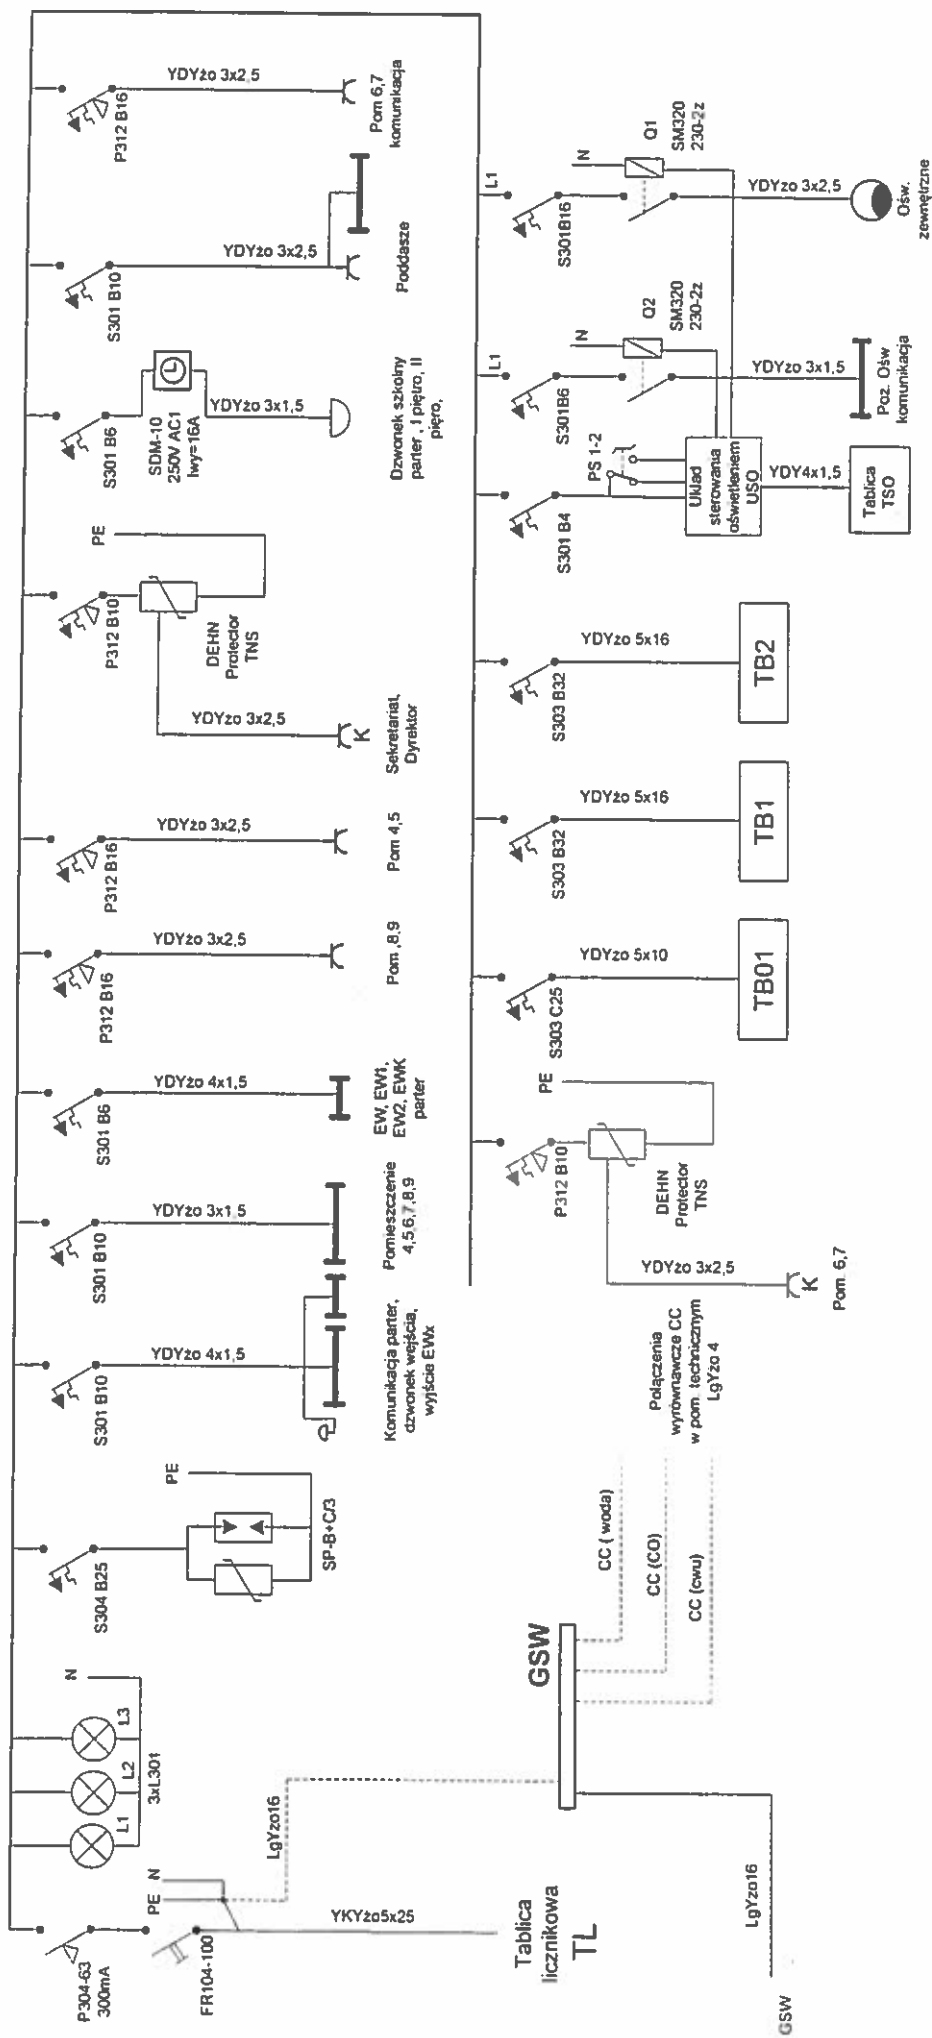 P304-63
300mA
FR104-100
PE
N
YKYżo5x25
Tablica
licznikowa
TL
LgYżo16
L1
L2
L3
3xL301
N
S304 B25
PE
SP-B+C/3
S301 B10
YDYżo 4x1,5
Komunikacja parter,
dzwonek wejścia,
wyjście EWx
S301 B10
YDYżo 3x1,5
Pomieszczenie
4,5,6,7,8,9
S301 B6
YDYżo 4x1,5
EW, EW1,
EW2, EWK
parter
P312 B16
YDYżo 3x2,5
Pom ,8,9
P312 B16
YDYżo 3x2,5
Pom 4,5
P312 B10
PE
DEHN
Protector
TNS
YDYżo 3x2,5
K
Sekretariat,
Dyrektor
S301 B6
SDM-10
250V AC1
Iwy=16A
YDYżo 3x1,5
Dzwonek szkolny
parter , I piętro, II
pięro,
S301 B10
YDYżo 3x2,5
Poddasze
P312 B16
YDYżo 3x2,5
Pom 6,7
komunikacja
GSW
LgYżo16
GSW
CC ( woda)
CC (CO)
CC (cwu)
Połączenia
wyrównawcze CC
w pom. technicznym
LgYżo 4
P312 B10
PE
DEHN
Protector
TNS
YDYżo 3x2,5
K
Pom. 6,7
S303 C25
YDYżo 5x10
TB01
S303 B32
YDYżo 5x16
TB1
S303 B32
YDYżo 5x16
TB2
S301 B4
PS 1-2
Układ
sterowania
oświetleniem
USO
YDY4x1,5
Tablica
TSO
L1
S301B6
N
Q2
SM320
230-2z
YDYżo 3x1,5
Poz. Ośw
komunikacja
L1
S301B16
N
Q1
SM320
230-2z
YDYżo 3x2,5
Ośw.
zewnętrzne